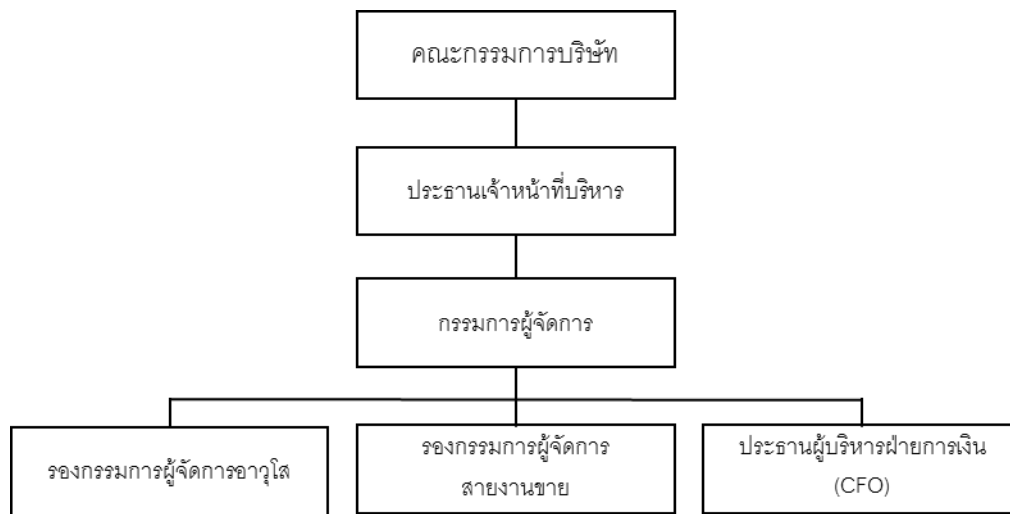 คณะกรรมการบริษัท
ประธานเจ้าหน้าที่บริหาร
กรรมการผู้จัดการ
รองกรรมการผู้จัดการอาวุโส
รองกรรมการผู้จัดการ
สายงานขาย
ประธานผู้บริหารฝ่ายการเงิน
(CFO)